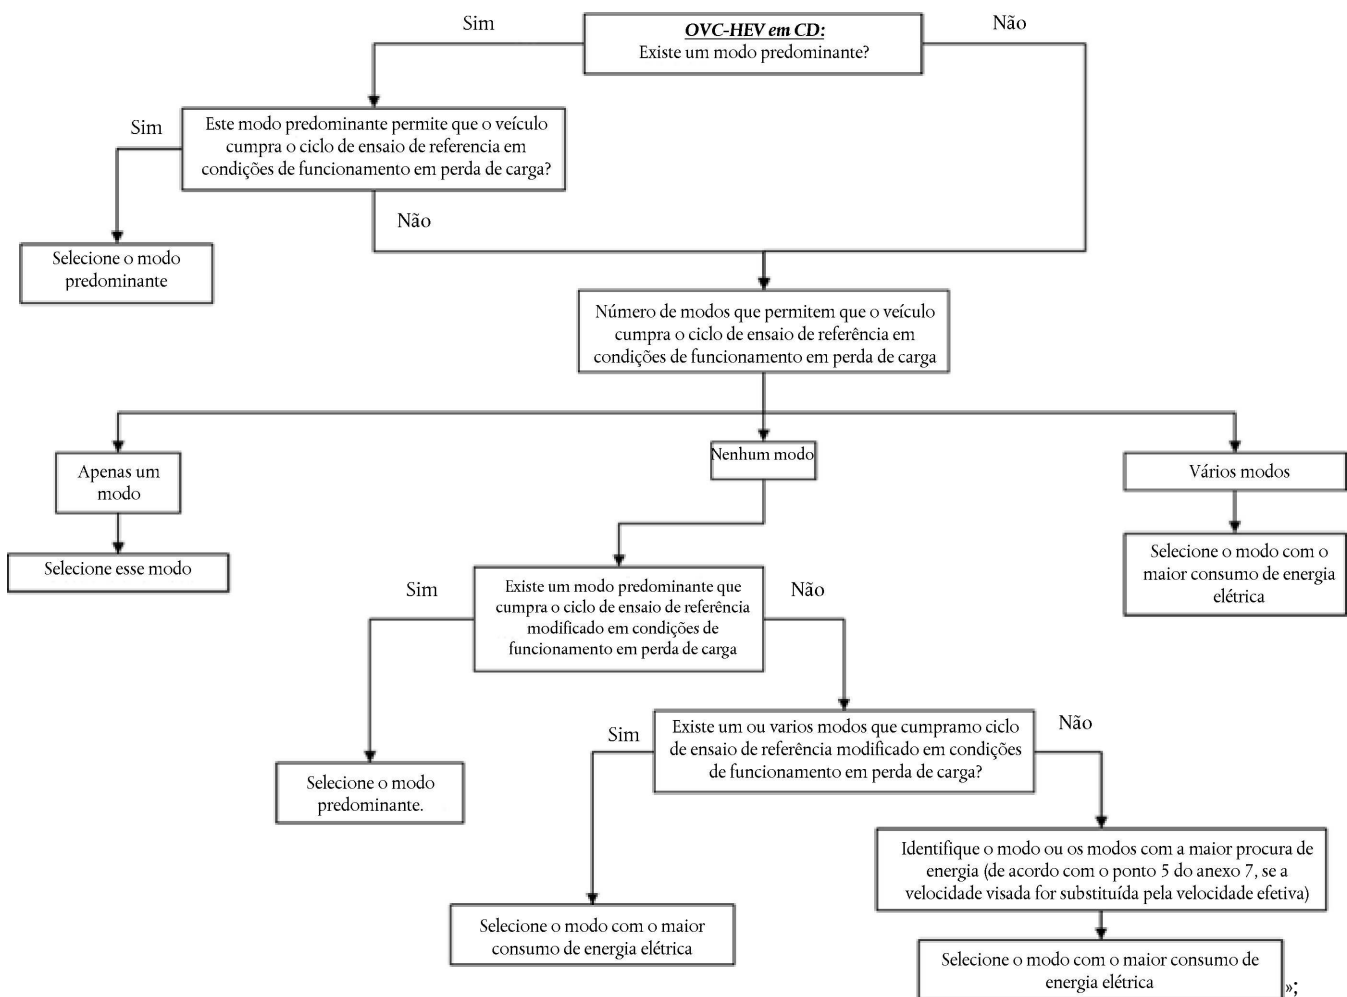 Sim
OVC-HEV em CD:
Existe um modo predominante?
Não
Sim
Este modo predominante permite que o veículo
cumpra o ciclo de ensaio de referencia em
condições de funcionamento em perda de carga?
Não
Selecione o modo
predominante
Número de modos que permitem que o veículo
cumpra o ciclo de ensaio de referência em
condições de funcionamento em perda de carga
Apenas um
modo
Nenhum modo
Vários modos
Selecione esse modo
Selecione o modo com o
maior consumo de energia
elétrica
Sim
Existe um modo predominante que
cumpra o ciclo de ensaio de referência
modificado em condições de
funcionamento em perda de carga
Não
Sim
Existe um ou varios modos que cumpramo ciclo
de ensaio de referência modificado em condições
de funcionamento em perda de carga?
Não
Selecione o modo
predominante.
Identifique o modo ou os modos com a maior procura de
energia (de acordo com o ponto 5 do anexo 7, se a
velocidade visada for substituída pela velocidade efetiva)
Selecione o modo com o maior
consumo de energia elétrica
Selecione o modo com o maior consumo de
energia elétrica
»;